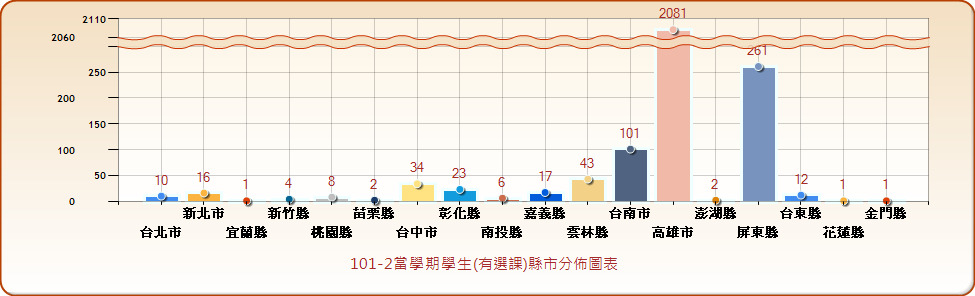 2110
2060
250
200
150
100
50
0
10 16 1 4 8 2 34 23 6 17 43 101 2081 2 261 12 1 1
新北市 新竹縣 苗栗縣 彰化縣 嘉義縣 台南市 澎湖縣 台東縣 金門縣
台北市 宜蘭縣 桃園縣 台中市 南投縣 雲林縣 高雄市 屏東縣 花蓮縣
101-2當學期學生(有選課)縣市分佈圖表